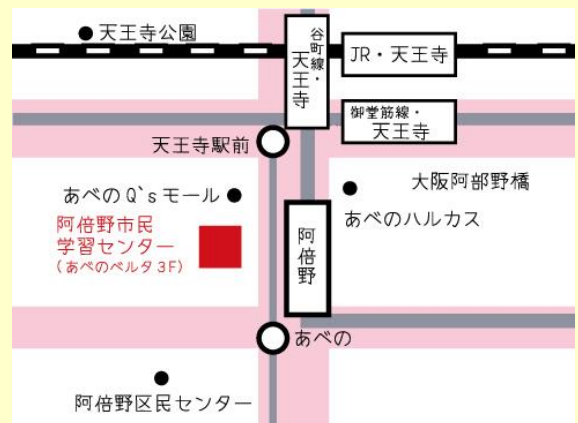 天王寺公園
谷町線・
天王寺
JR・天王寺
御堂筋線・
天王寺
天王寺駅前
あべのQ`sモール
大阪阿部野橋
あべのハルカス
阿倍野市民
学習センター
(あべのベルタ3F)
阿倍野
あべの
阿倍野区民センター